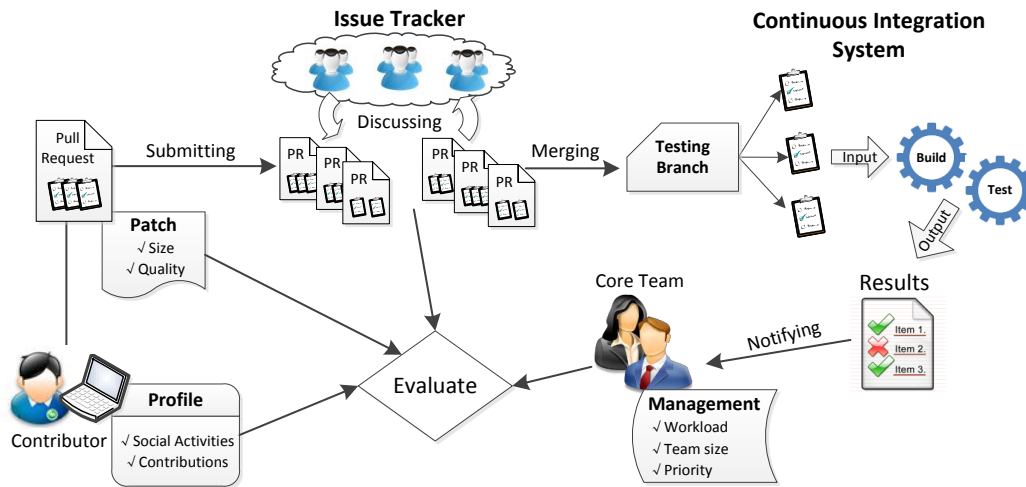 Issue Tracker
Continuous Integration
System
Pull
Request
Submitting
Discussing
PR
PR
PR
PR
PR
PR
Merging
Testing
Branch
Input
Build
Test
Output
Patch
√ Size
√ Quality
Core Team
Results
Item 1.
Item 2.
Item 3.
Notifying
Evaluate
Contributor
Profile
√ Social Activities
√ Contributions
Management
√ Workload
√ Team size
√ Priority